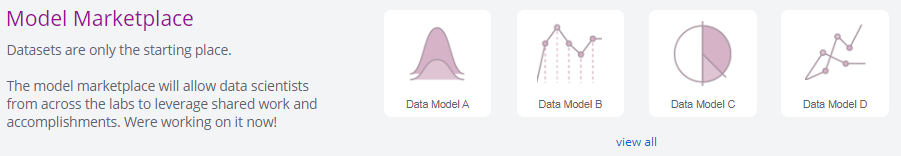 Model Marketplace
Datasets are only the starting place.
The model marketplace will allow data scientists
from across the labs to leverage shared work and
accomplishments. Were working on it now!
Data Model A
Data Model B
Data Model C
Data Model D
view all